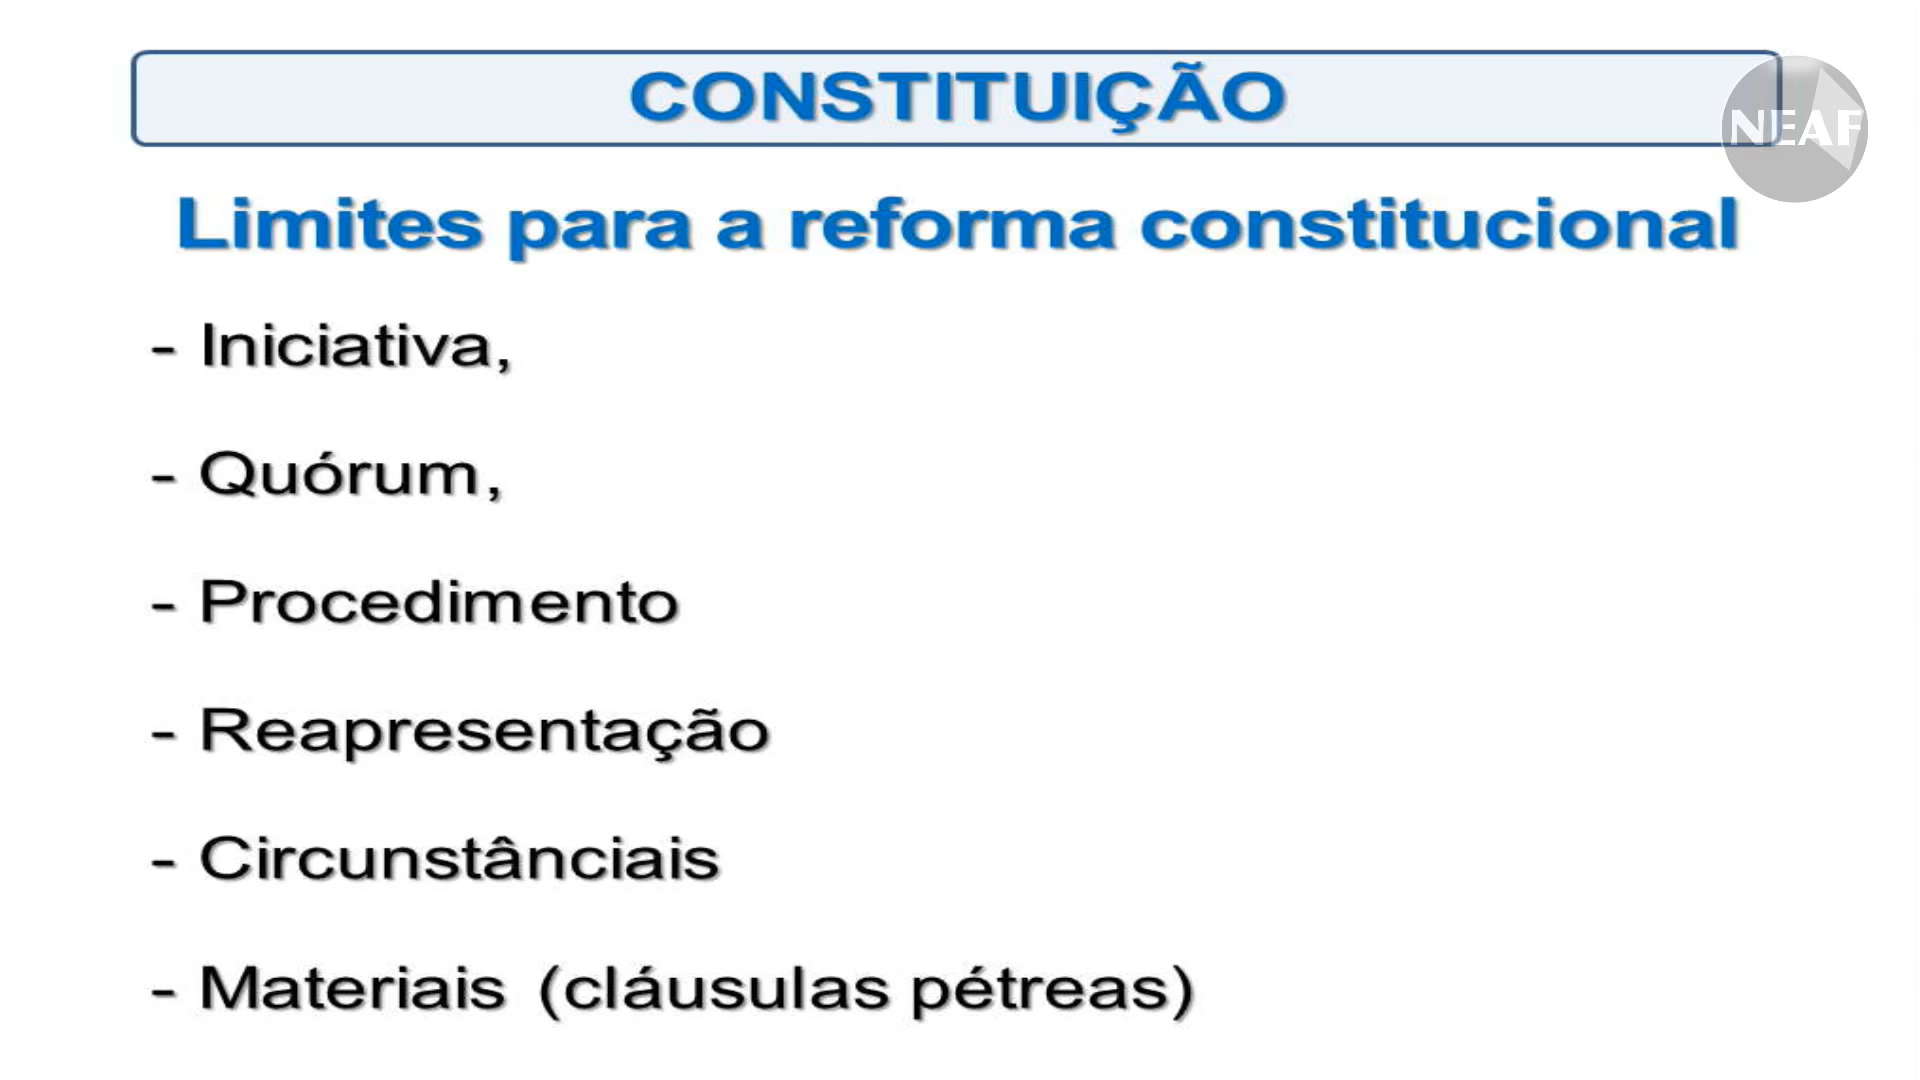 CONSTITUIÇÃO
NEAF
Limites para a reforma constitucional
- Iniciativa,
- Quórum,
- Procedimento
- Reapresentação
- Circunstânciais
- Materiais (cláusulas pétreas)